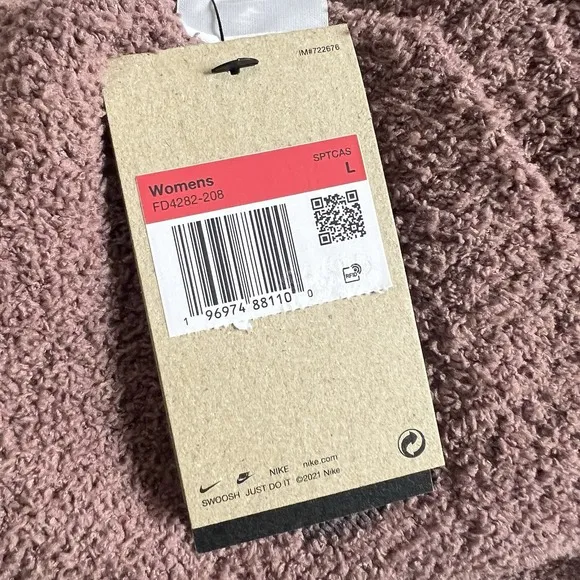 IM#722676
SPTCAS
Womens L
FD4282-208
RFID
1 96974 88110 0
NIKE nike.com
SWOOSH JUST DO IT ©2021 Nike